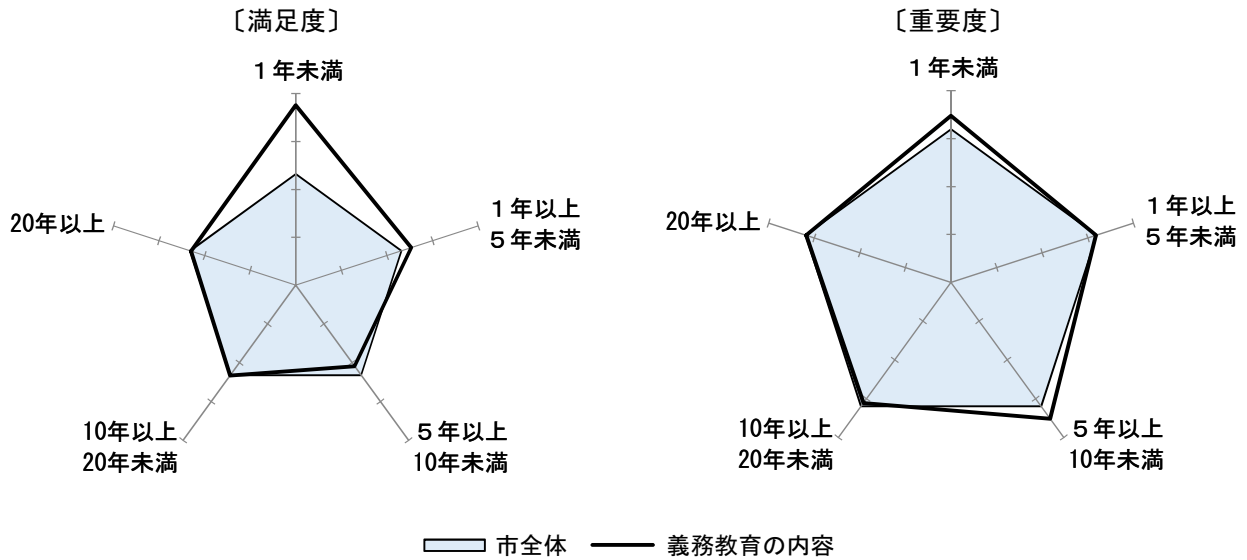 〔満足度〕
１年未満
１年以上
５年未満
５年以上
10年未満
10年以上
20年未満
20年以上
〔重要度〕
１年未満
１年以上
５年未満
５年以上
10年未満
10年以上
20年未満
20年以上
市全体
義務教育の内容